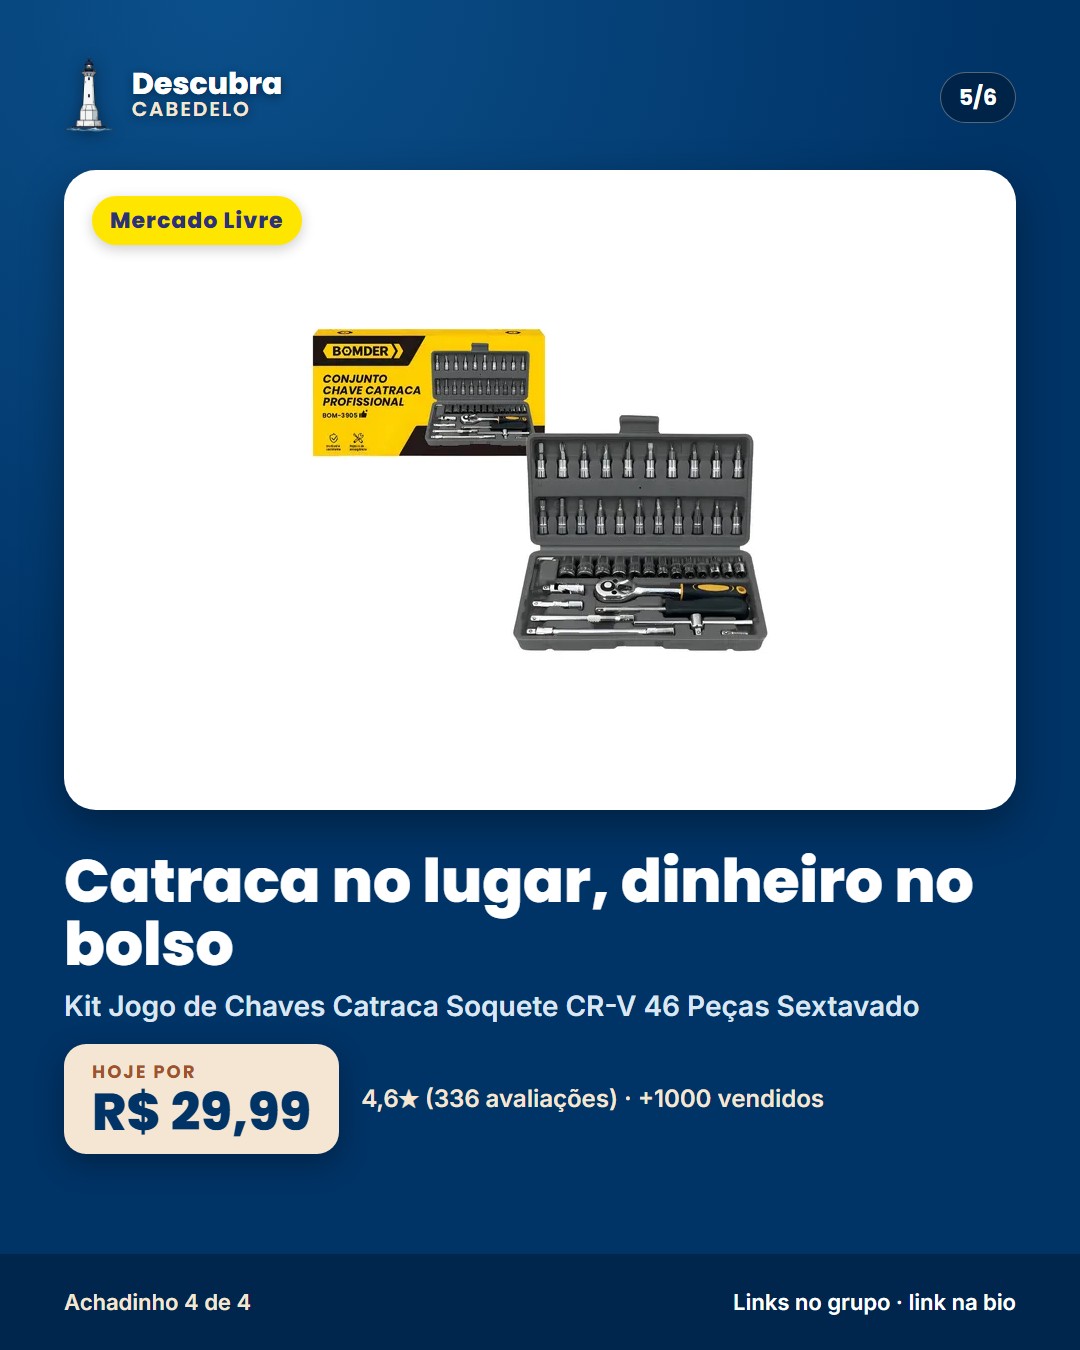 Descubra
CABEDELO
5/6
Mercado Livre
BOMDER
CONJUNTO
CHAVE CATRACA
PROFISSIONAL
BOM-3905
Catraca no lugar, dinheiro no
bolso
Kit Jogo de Chaves Catraca Soquete CR-V 46 Peças Sextavado
HOJE POR
R$ 29,99
4,6★ (336 avaliações) · +1000 vendidos
Achadinho 4 de 4
Links no grupo · link na bio